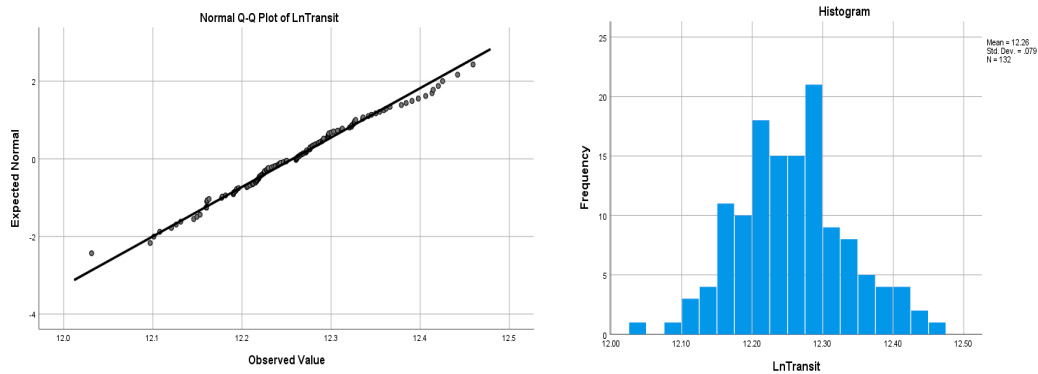 Normal Q-Q Plot of LnTransit
Expected Normal
2
0
-2
-4
12.0 12.1 12.2 12.3 12.4 12.5
Observed Value
Histogram
Mean = 12.26
Std. Dev. = .079
N = 132
Frequency
25
20
15
10
5
0
12.00 12.10 12.20 12.30 12.40 12.50
LnTransit